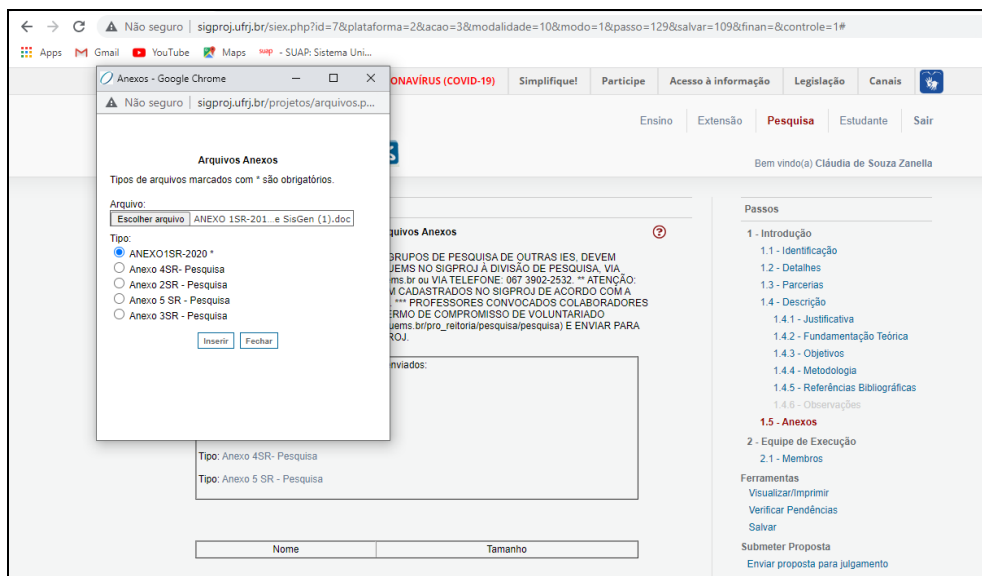 Não seguro sigproj.ufrj.br/siex.php?id=7&plataforma=2&acao=3&modalidade=10&modo=1&passo=129&salvar=109&finan=&controle=1#
Apps Gmail YouTube Maps suap - SUAP: Sistema Uni...
Anexos - Google Chrome
Não seguro sigproj.ufrj.br/projetos/arquivos.p...
ONAVÍRUS (COVID-19) Simplifique! Participe Acesso à informação Legislação Canais
Ensino Extensão Pesquisa Estudante Sair
Bem vindo(a) Cláudia de Souza Zanella
Arquivos Anexos
Tipos de arquivos marcados com * são obrigatórios.
Arquivo:
Escolher arquivo ANEXO 1SR-201...e SisGen (1).doc
Tipo:
ANEXO1SR-2020 *
Anexo 4SR- Pesquisa
Anexo 2SR - Pesquisa
Anexo 5 SR - Pesquisa
Anexo 3SR - Pesquisa
Inserir Fechar
quivos Anexos ?
GRUPOS DE PESQUISA DE OUTRAS IES, DEVEM
UEMS NO SIGPROJ À DIVISÃO DE PESQUISA, VIA
ems.br ou VIA TELEFONE: 067 3902-2532. ** ATENÇÃO:
M CADASTRADOS NO SIGPROJ DE ACORDO COM A
. *** PROFESSORES CONVOCADOS COLABORADORES
ERMO DE COMPROMISSO DE VOLUNTARIADO
uems.br/pro_reitoria/pesquisa/pesquisa) E ENVIAR PARA
ROJ.
nviados:
Tipo: Anexo 4SR- Pesquisa
Tipo: Anexo 5 SR - Pesquisa
Nome Tamanho
Passos
1 - Introdução
1.1 - Identificação
1.2 - Detalhes
1.3 - Parcerias
1.4 - Descrição
1.4.1 - Justificativa
1.4.2 - Fundamentação Teórica
1.4.3 - Objetivos
1.4.4 - Metodologia
1.4.5 - Referências Bibliográficas
1.4.6 - Observações
1.5 - Anexos
2 - Equipe de Execução
2.1 - Membros
Ferramentas
Visualizar/Imprimir
Verificar Pendências
Salvar
Submeter Proposta
Enviar proposta para julgamento